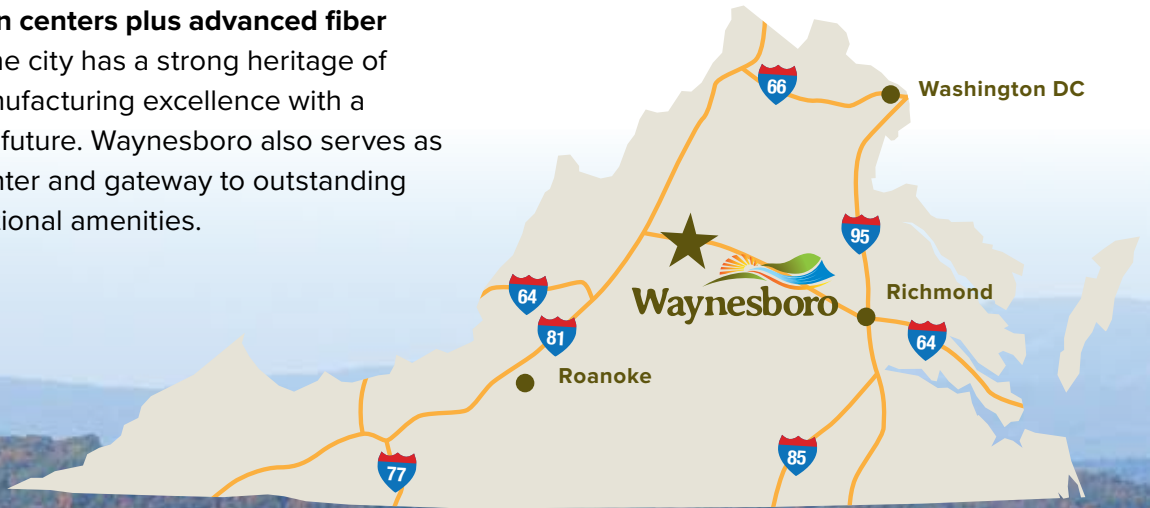 n centers plus advanced fiber
he city has a strong heritage of
nufacturing excellence with a
future. Waynesboro also serves as
nter and gateway to outstanding
tional amenities.
66
Washington DC
95
Waynesboro
Richmond
64
81
64
Roanoke
85
77